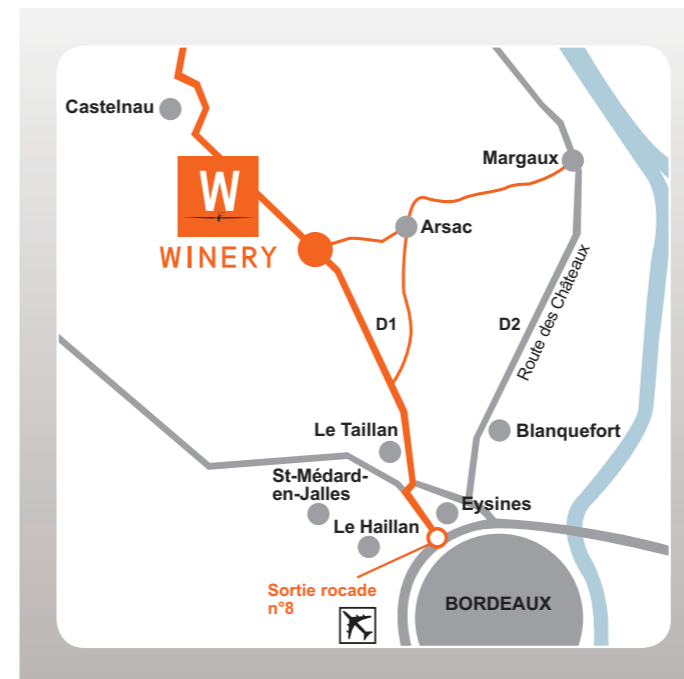 Castelnau
Margaux
W
WINERY
Arsac
D1
D2
Route des Châteaux
Le Taillan
Blanquefort
St-Médard-
en-Jalles
Eysines
Le Haillan
Sortie rocade
n°8
BORDEAUX